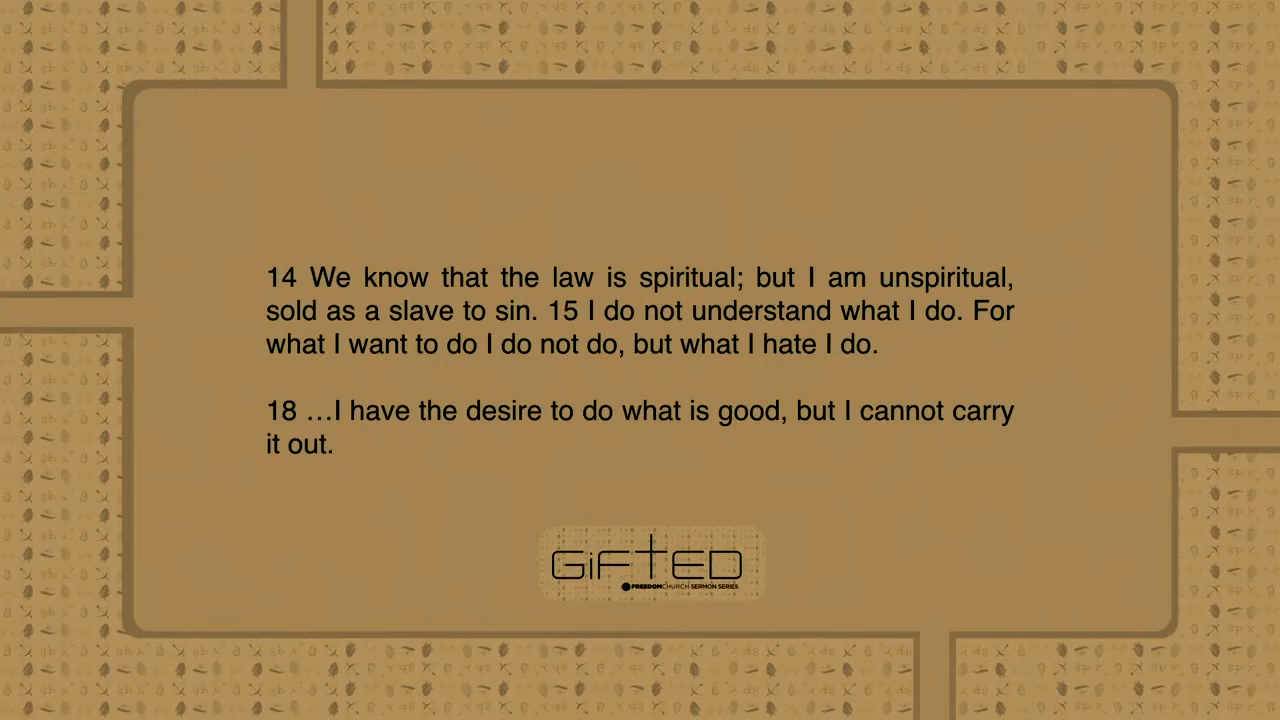 14 We know that the law is spiritual; but I am unspiritual,
sold as a slave to sin. 15 I do not understand what I do. For
what I want to do I do not do, but what I hate I do.
18 …I have the desire to do what is good, but I cannot carry
it out.
GiFtED
FREEDOMCHURCH SERMON SERIES